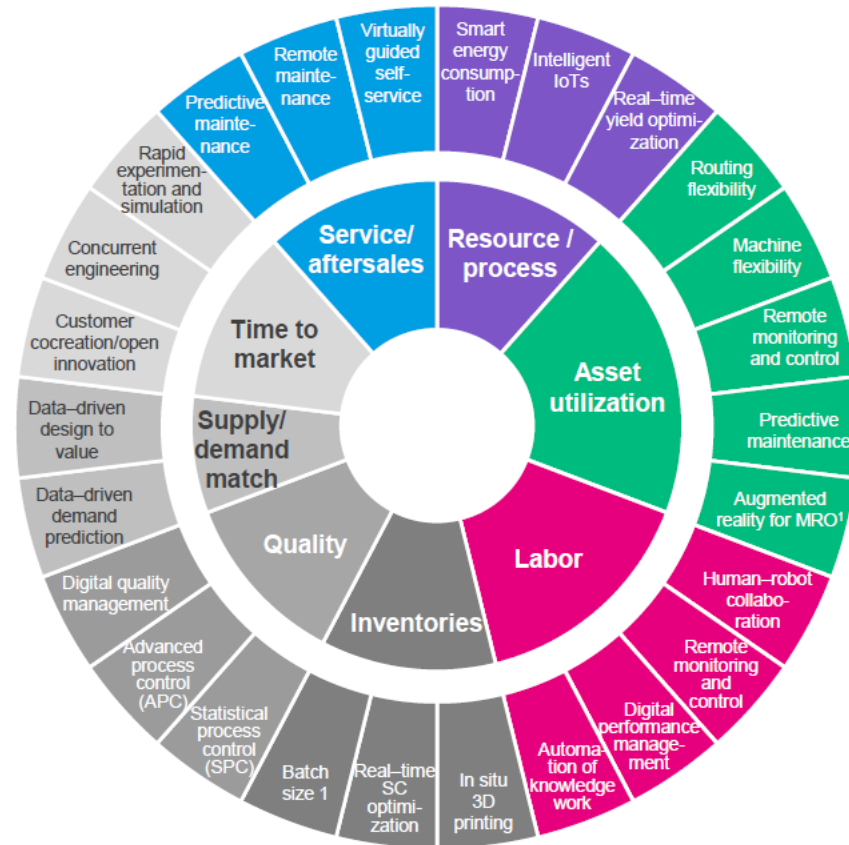 Smart
energy
consump-
tion
Intelligent
IoTs
Real–time
yield optimi-
zation
Routing
flexibility
Machine
flexibility
Remote
monitoring
and control
Predictive
maintenance
Augmented
reality for MRO¹
Human–robot
collabo-
ration
Remote
monitoring
and
control
Digital
performance
manage-
ment
Automa-
tion of
knowledge
work
In situ
3D
printing
Real–time
SC
optimi-
zation
Batch
size 1
Statistical
process
control
(SPC)
Advanced
process
control
(APC)
Digital quality
management
Data–driven
demand
prediction
Data–driven
design to
value
Customer
cocreation/open
innovation
Concurrent
engineering
Rapid
experimen-
tation and
simulation
Predictive
mainte-
nance
Remote
mainte-
nance
Virtually
guided
self-
service
Resource /
process
Asset
utilization
Labor
Inventories
Quality
Supply/
demand
match
Time to
market
Service/
aftersales